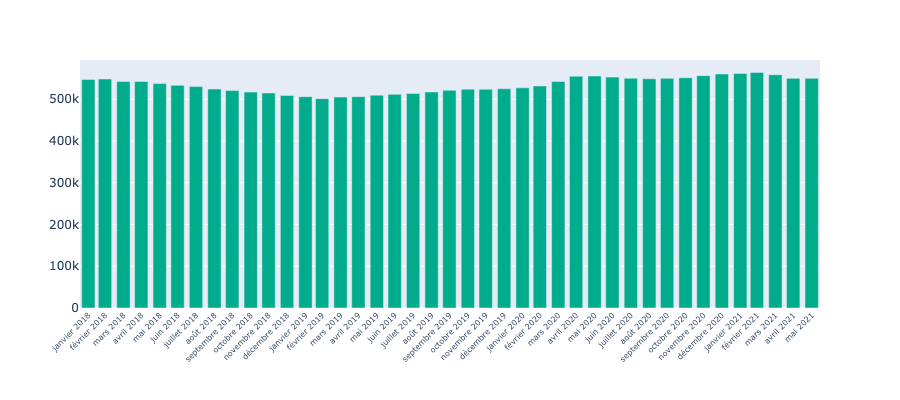 500k
400k
300k
200k
100k
0
janvier 2018
février 2018
mars 2018
avril 2018
mai 2018
juin 2018
juillet 2018
août 2018
septembre 2018
octobre 2018
novembre 2018
décembre 2018
janvier 2019
février 2019
mars 2019
avril 2019
mai 2019
juin 2019
juillet 2019
août 2019
septembre 2019
octobre 2019
novembre 2019
décembre 2019
janvier 2020
février 2020
mars 2020
avril 2020
mai 2020
juin 2020
juillet 2020
août 2020
septembre 2020
octobre 2020
novembre 2020
décembre 2020
janvier 2021
février 2021
mars 2021
avril 2021
mai 2021